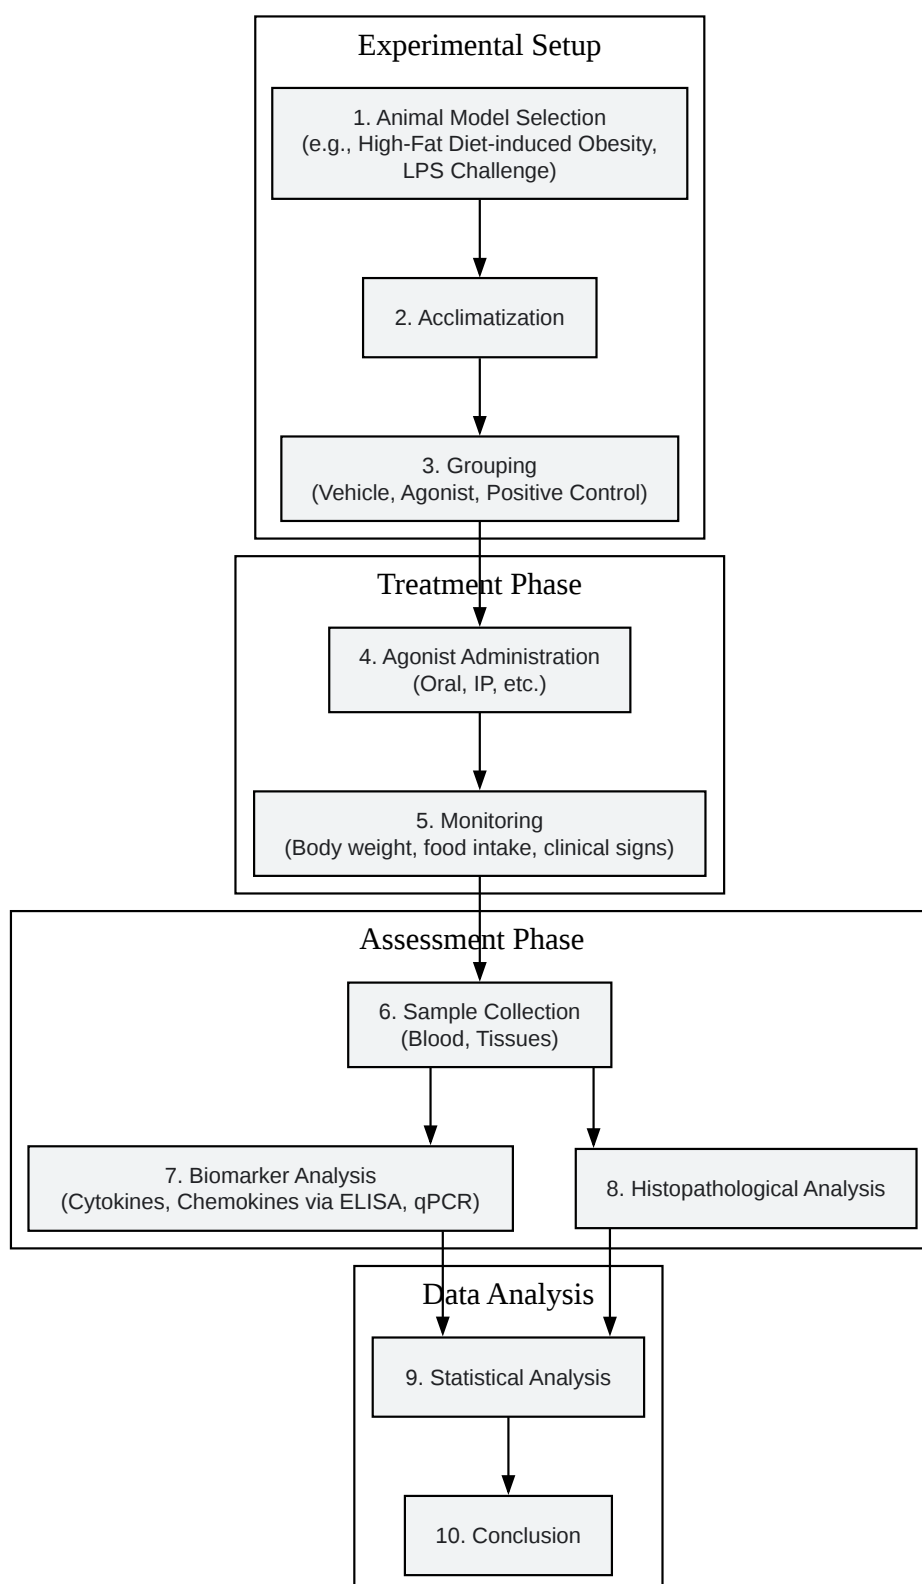 Experimental Setup
1. Animal Model Selection
(e.g., High-Fat Diet-induced Obesity,
LPS Challenge)
2. Acclimatization
3. Grouping
(Vehicle, Agonist, Positive Control)
Treatment Phase
4. Agonist Administration
(Oral, IP, etc.)
5. Monitoring
(Body weight, food intake, clinical signs)
Assessment Phase
6. Sample Collection
(Blood, Tissues)
7. Biomarker Analysis
(Cytokines, Chemokines via ELISA, qPCR)
8. Histopathological Analysis
Data Analysis
9. Statistical Analysis
10. Conclusion